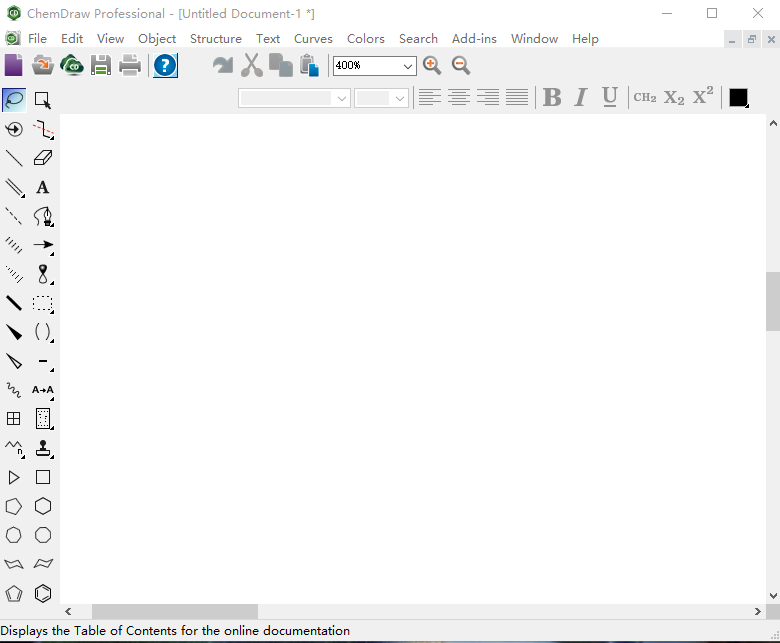 ChemDraw Professional - [Untitled Document-1 *]
File Edit View Object Structure Text Curves Colors Search Add-ins Window Help
CD ? 400%
B I U CH2 X2 X2
A
A→A
n
Displays the Table of Contents for the online documentation